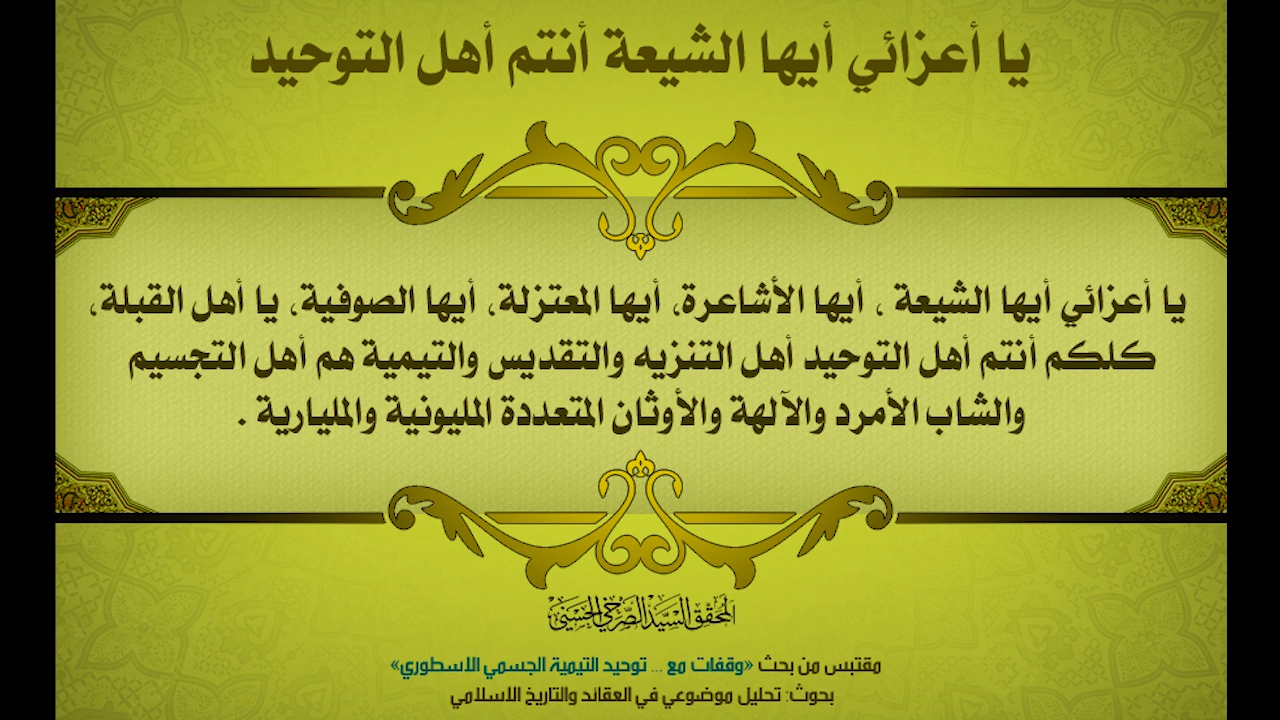 يا أعزائي أيها الشيعة أنتم أهل التوحيد
يا أعزائي أيها الشيعة ، أيها الأشاعرة، أيها المعتزلة، أيها الصوفية، يا أهل القبلة،
كلكم أنتم أهل التوحيد أهل التنزيه والتقديس والتيمية هم أهل التجسيم
والشاب الأمرد والآلهة والأوثان المتعددة المليونية والمليارية .
المحقق السيد الصرخي الحسني
مقتبس من بحث «وقفات مع ... توحيد التيمية الجسمي الاسطوري»
بحوث: تحليل موضوعي في العقائد والتاريخ الاسلامي